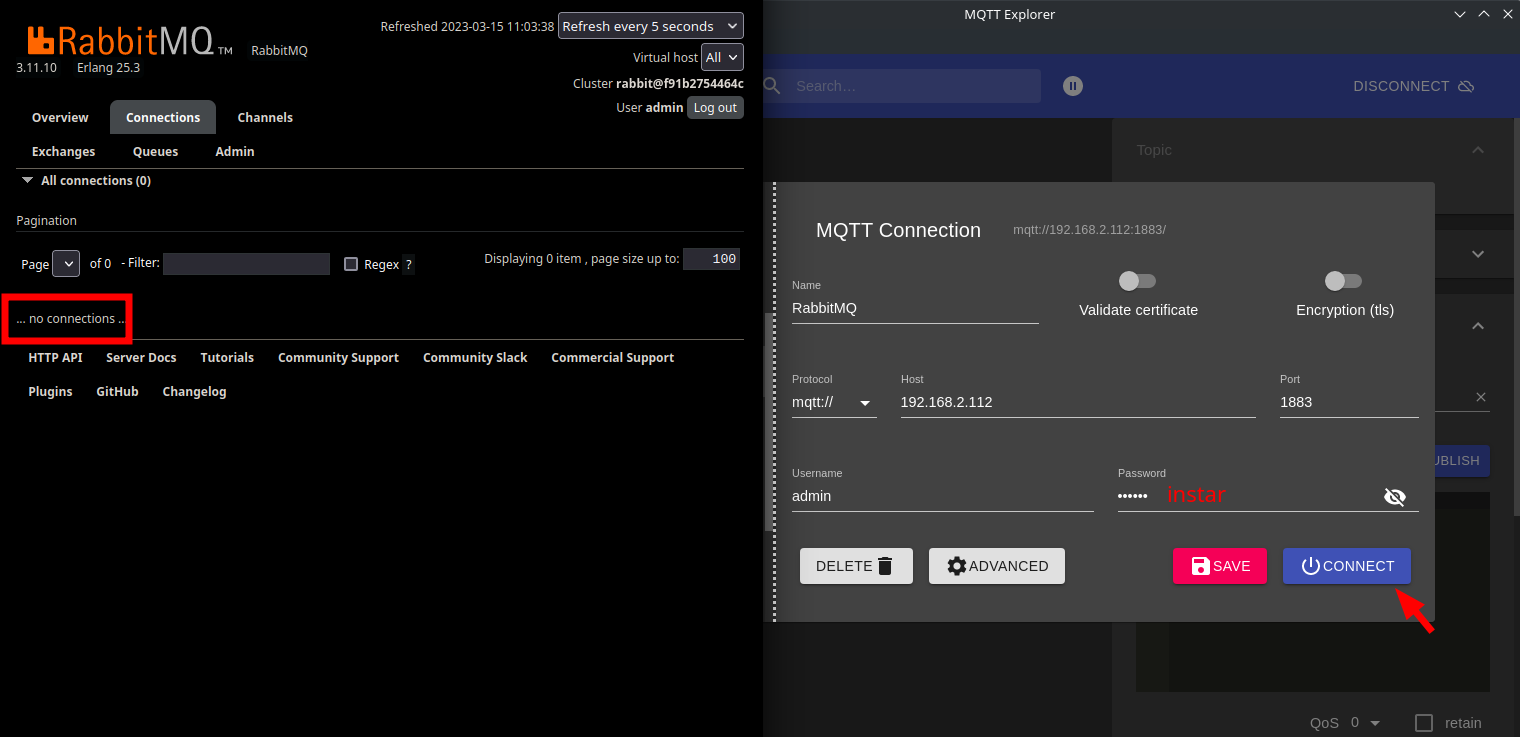 Refreshed 2023-03-15 11:03:38 Refresh every 5 seconds
RabbitMQ TM RabbitMQ
3.11.10 Erlang 25.3
Virtual host All
Cluster rabbit@f91b2754464c
User admin Log out
Overview Connections Channels
Exchanges Queues Admin
All connections (0)
Pagination
Page of 0 - Filter: Regex ? Displaying 0 item , page size up to: 100
... no connections ...
HTTP API Server Docs Tutorials Community Support Community Slack Commercial Support
Plugins GitHub Changelog
MQTT Explorer
Search... DISCONNECT
Topic
MQTT Connection mqtt://192.168.2.112:1883/
Name
RabbitMQ
Validate certificate Encryption (tls)
Protocol Host Port
mqtt:// 192.168.2.112 1883
Username Password
admin •••••• instar
UBLISH
DELETE ADVANCED SAVE CONNECT
QoS 0 retain